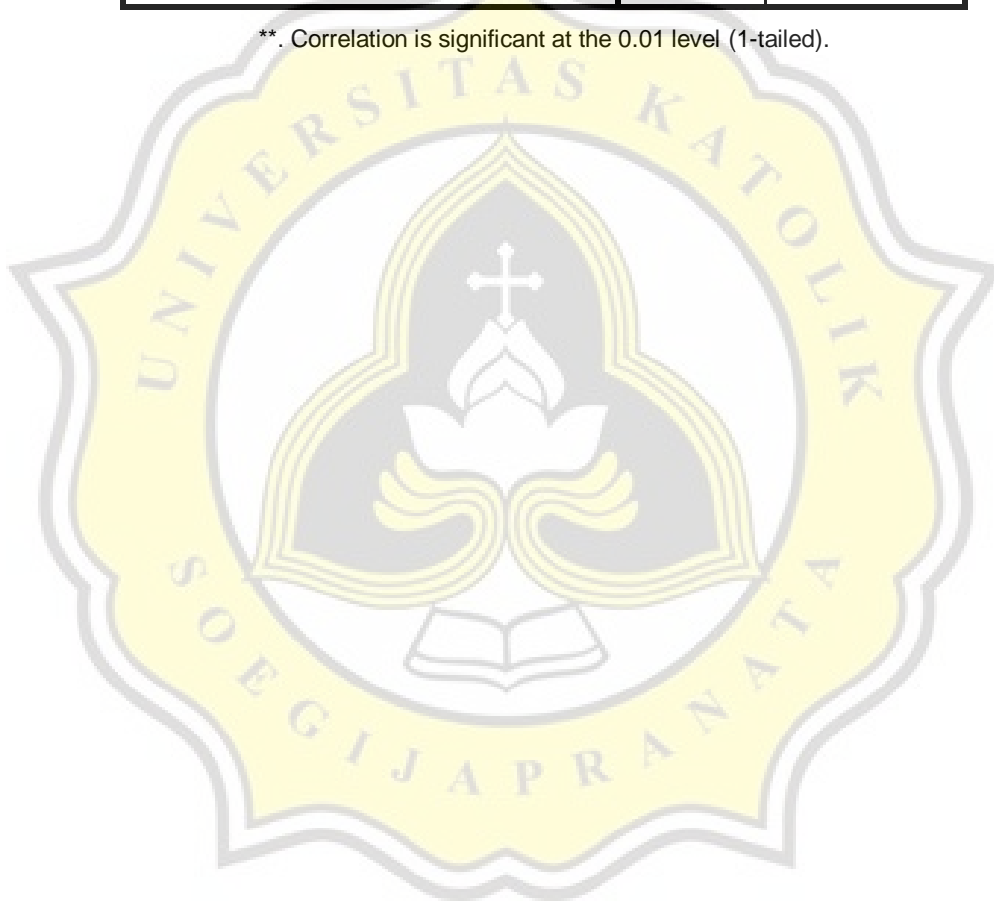 **. Correlation is significant at the 0.01 level (1-tailed).
UNIVERSITAS KATOLIK
SOEGIJAPRANATA